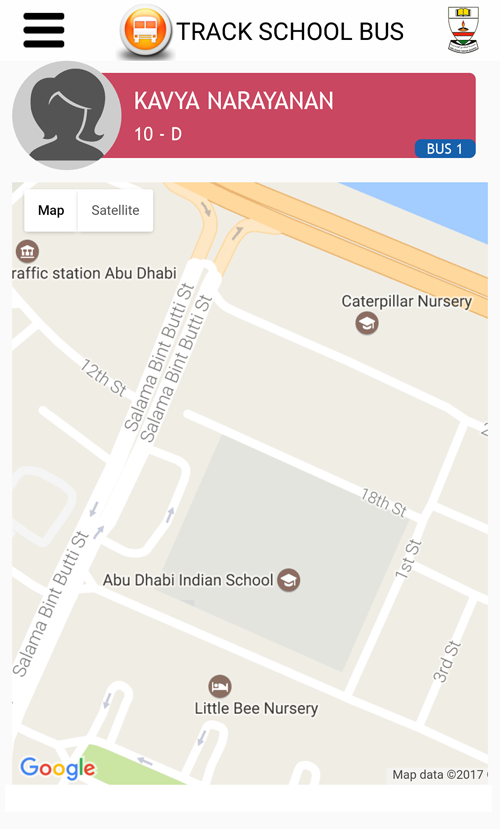 TRACK SCHOOL BUS
KAVYA NARAYANAN
10 - D
BUS 1
Map
Satellite
raffic station Abu Dhabi
Caterpillar Nursery
Salama Bint Butti St
Salama Bint Butti St
12th St
18th St
1st St
Abu Dhabi Indian School
Salama Bint Butti St
3rd St
Little Bee Nursery
Google
Map data ©2017